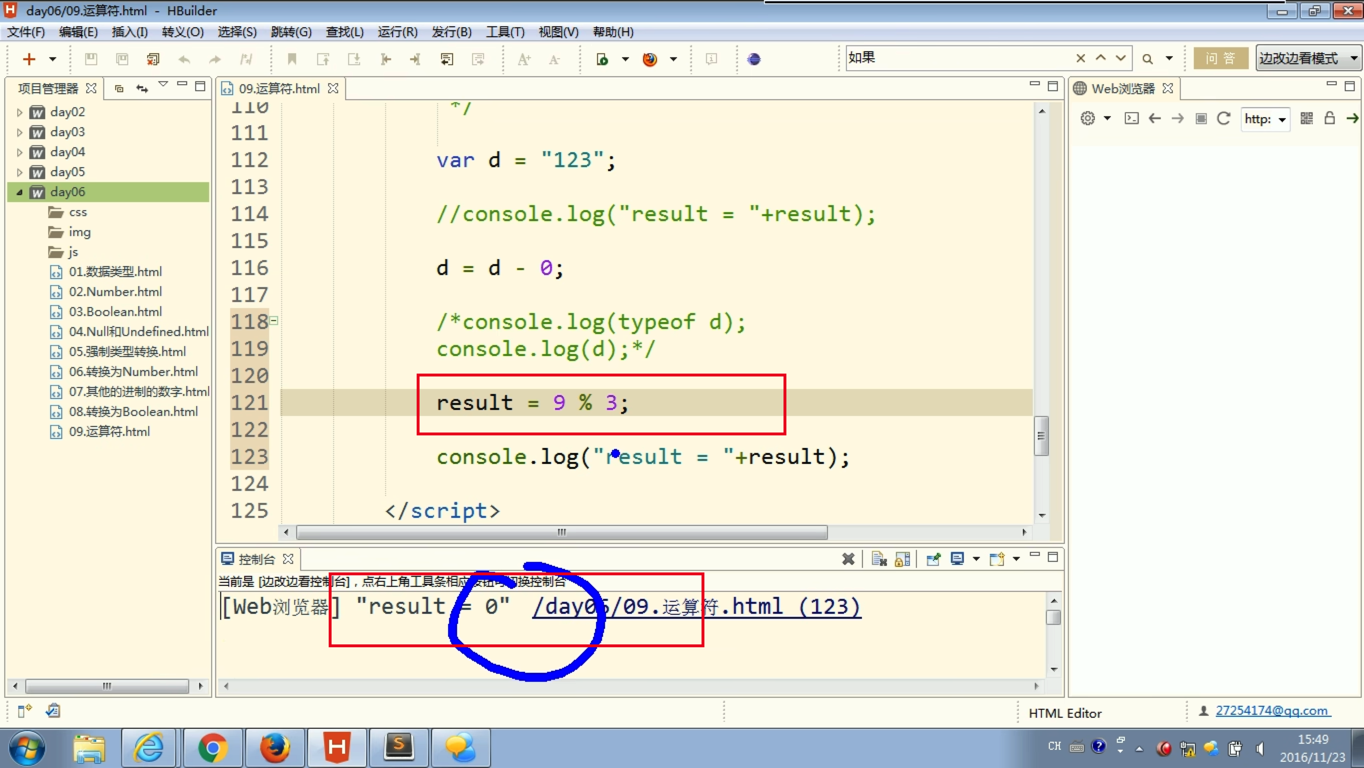 day06/09.运算符.html - HBuilder
文件(F) 编辑(E) 插入(I) 转义(O) 选择(S) 跳转(G) 查找(L) 运行(R) 发行(B) 工具(T) 视图(V) 帮助(H)
如果
问 答
边改边看模式
项目管理器
day02
day03
day04
day05
day06
css
img
js
01.数据类型.html
02.Number.html
03.Boolean.html
04.Null和Undefined.html
05.强制类型转换.html
06.转换为Number.html
07.其他的进制的数字.html
08.转换为Boolean.html
09.运算符.html
09.运算符.html
110 */
111
112 var d = "123";
113
114 //console.log("result = "+result);
115
116 d = d - 0;
117
118 /*console.log(typeof d);
119 console.log(d);*/
120
121 result = 9 % 3;
122
123 console.log("result = "+result);
124
125 </script>
Web浏览器
http:
控制台
当前是 [边改边看控制台]，点右上角工具条相应按钮可切换控制台
[Web浏览器] "result = 0" /day06/09.运算符.html (123)
HTML Editor
27254174@qq.com
CH
15:49
2016/11/23